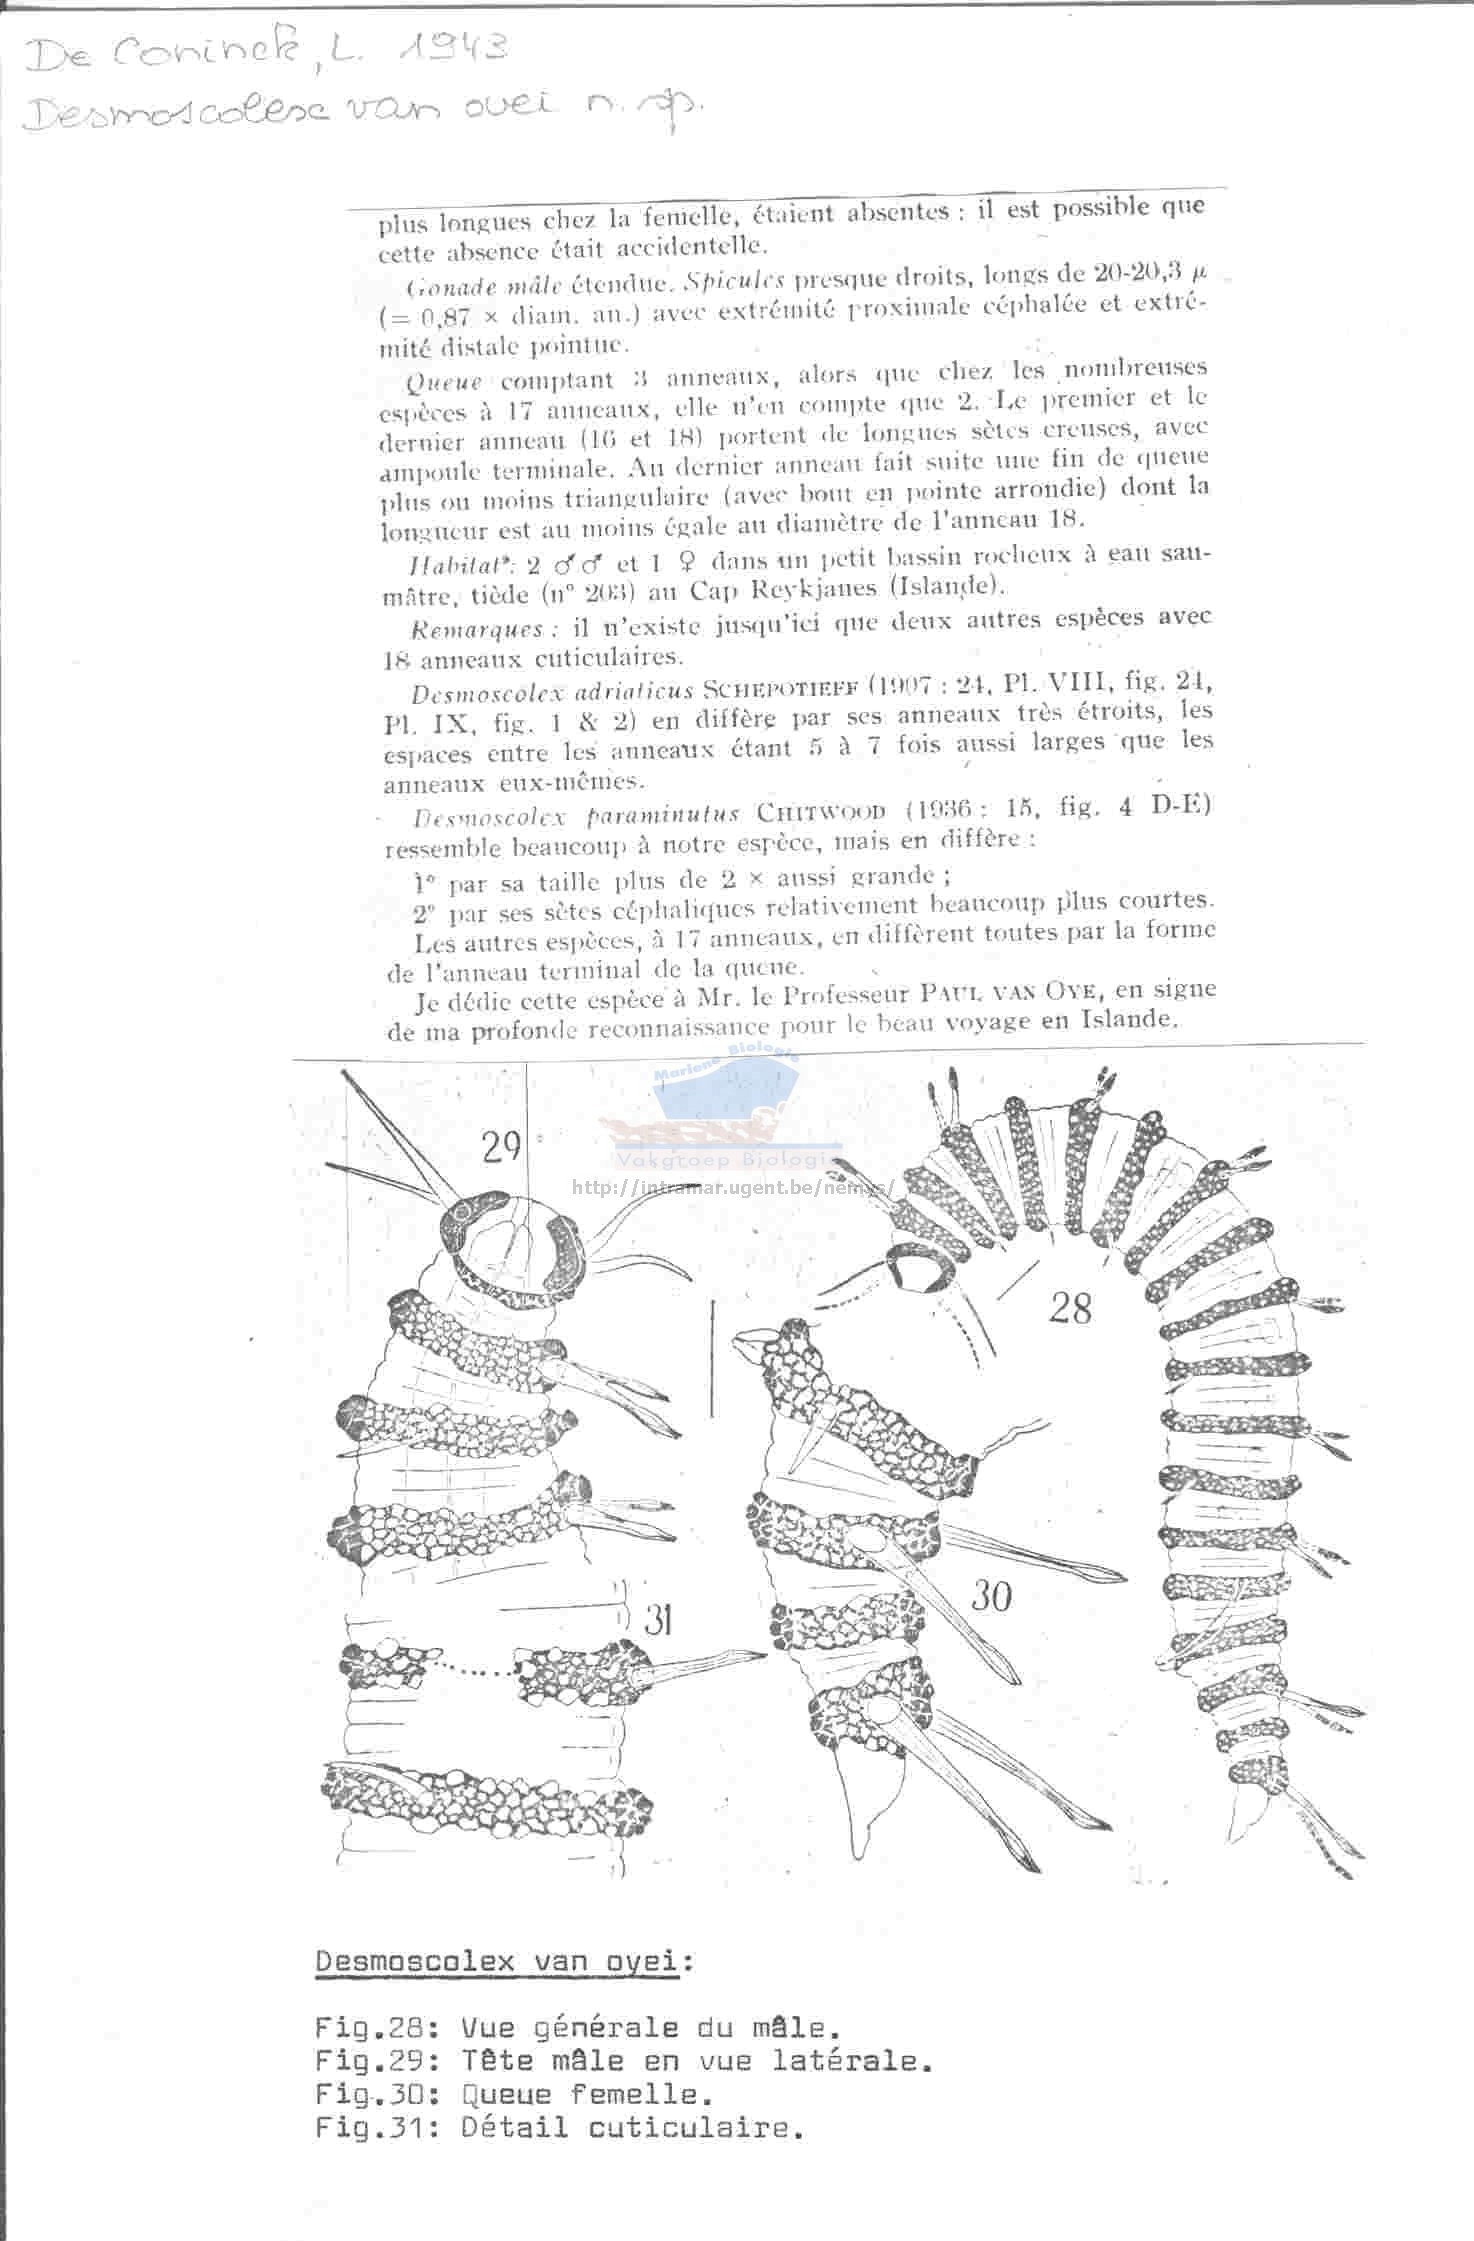 De Coninck, L. 1943
Desmoscolex van ovei n. sp.
plus longues chez la femelle, étaient absentes : il est possible que
cette absence était accidentelle.
Gonade mâle étendue. Spicules presque droits, longs de 20-20,3 µ
(= 0,87 × diam. an.) avec extrémité proximale céphalée et extré-
mité distale pointue.
Queue comptant 3 anneaux, alors que chez les nombreuses
espèces à 17 anneaux, elle n'en compte que 2. Le premier et le
dernier anneau (16 et 18) portent de longues sètes creuses, avec
ampoule terminale. Au dernier anneau fait suite une fin de queue
plus ou moins triangulaire (avec bout en pointe arrondie) dont la
longueur est au moins égale au diamètre de l'anneau 18.
Habitat : 2 ♂♂ et 1 ♀ dans un petit bassin rocheux à eau sau-
mâtre, tiède (n° 203) au Cap Reykjanes (Islande).
Remarques : il n'existe jusqu'ici que deux autres espèces avec
18 anneaux cuticulaires.
Desmoscolex adriaticus SCHEPOTIEFF (1907 : 24, Pl. VIII, fig. 24,
Pl. IX, fig. 1 & 2) en diffère par ses anneaux très étroits, les
espaces entre les anneaux étant 5 à 7 fois aussi larges que les
anneaux eux-mêmes.
Desmoscolex paraminutus CHITWOOD (1936 : 15, fig. 4 D-E)
ressemble beaucoup à notre espèce, mais en diffère :
1° par sa taille plus de 2 × aussi grande ;
2° par ses sètes céphaliques relativement beaucoup plus courtes.
Les autres espèces, à 17 anneaux, en diffèrent toutes par la forme
de l'anneau terminal de la queue.
Je dédie cette espèce à Mr. le Professeur PAUL VAN OYE, en signe
de ma profonde reconnaissance pour le beau voyage en Islande.
Mariene Biologie
Vakgroep Biologie
http://intramar.ugent.be/nemys/
29
28
30
31
Desmoscolex van oyei:
Fig.28: Vue générale du mâle.
Fig.29: Tête mâle en vue latérale.
Fig.30: Queue femelle.
Fig.31: Détail cuticulaire.